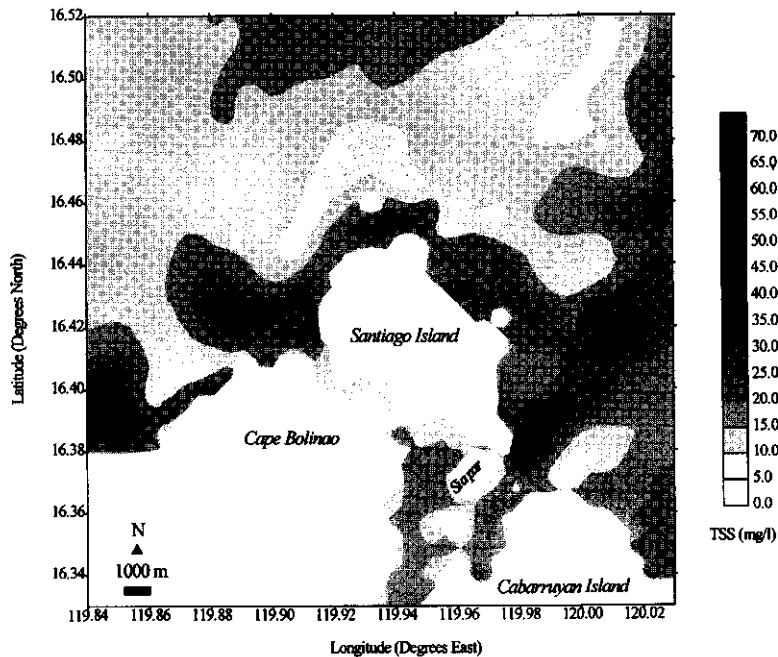 16.52
16.50
16.48
16.46
16.44
16.42
16.40
16.38
16.36
16.34
Latitude (Degrees North)
Santiago Island
Cape Bolinao
Siapar
Cabarruyan Island
N
1000 m
119.84 119.86 119.88 119.90 119.92 119.94 119.96 119.98 120.00 120.02
Longitude (Degrees East)
70.0
65.0
60.0
55.0
50.0
45.0
40.0
35.0
30.0
25.0
20.0
15.0
10.0
5.0
0.0
TSS (mg/l)